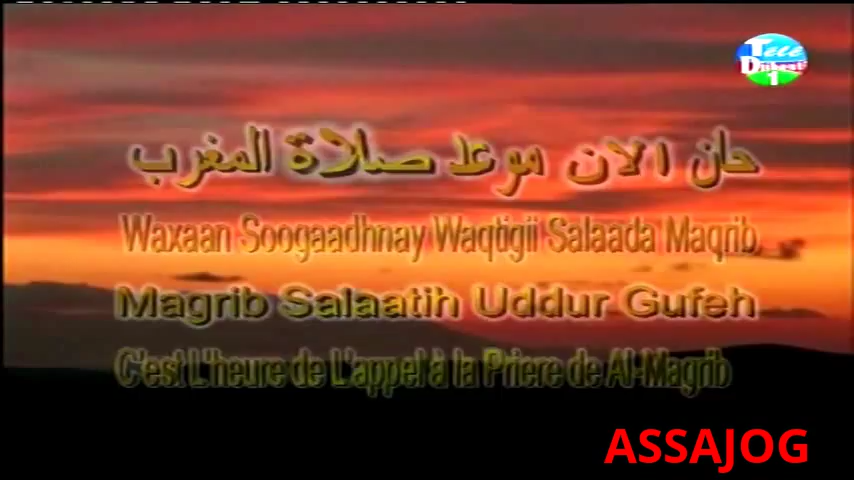 Tele
Djibouti
1
حان الان موعد صلاة المغرب
Waxaan Soogaadhnay Waqtigii Salaada Maqrib
Magrib Salaatih Uddur Gufeh
C'est L'heure de L'appel à la Priere de Al-Magrib
ASSAJOG